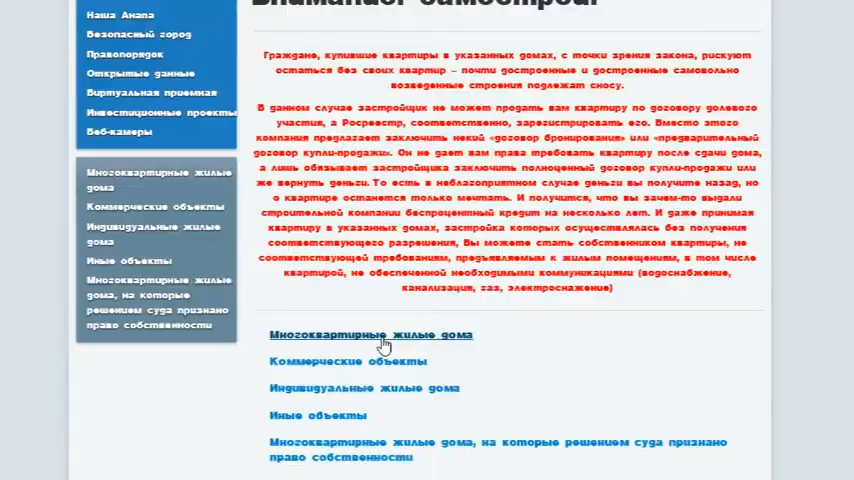 Внимание! Самострой!
Наша Анапа
Безопасный город
Правопорядок
Открытые данные
Виртуальная приемная
Инвестиционные проекты
Веб-камеры
Многоквартирные жилые
дома
Коммерческие объекты
Индивидуальные жилые
дома
Иные объекты
Многоквартирные жилые
дома, на которые
решением суда признано
право собственности
Граждане, купившие квартиры в указанных домах, с точки зрения закона, рискуют
остаться без своих квартир – почти достроенные и достроенные самовольно
возведенные строения подлежат сносу.
В данном случае застройщик не может продать вам квартиру по договору долевого
участия, а Росреестр, соответственно, зарегистрировать его. Вместо этого
компания предлагает заключить некий «договор бронирования» или «предварительный
договор купли-продажи». Он не дает вам права требовать квартиру после сдачи дома,
а лишь обязывает застройщика заключить полноценный договор купли-продажи или
же вернуть деньги. То есть в неблагоприятном случае деньги вы получите назад, но
о квартире останется только мечтать. И получится, что вы зачем-то выдали
строительной компании беспроцентный кредит на несколько лет. И даже принимая
квартиру в указанных домах, застройка которых осуществлялась без получения
соответствующего разрешения, Вы можете стать собственником квартиры, не
соответствующей требованиям, предъявляемым к жилым помещениям, в том числе
квартирой, не обеспеченной необходимыми коммуникациями (водоснабжение,
канализация, газ, электроснажение)
Многоквартирные жилые дома
Коммерческие объекты
Индивидуальные жилые дома
Иные объекты
Многоквартирные жилые дома, на которые решением суда признано
право собственности